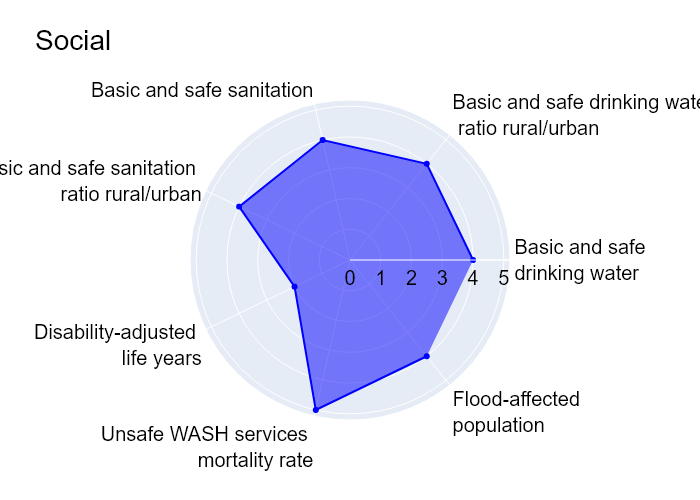 Social
Basic and safe sanitation
Basic and safe drinking
ratio rural/urban
and safe sanitation
ratio rural/urban
Basic and safe
drinking water
0 1 2 3 4 5
Disability-adjusted
life years
Flood-affected
population
Unsafe WASH services
mortality rate